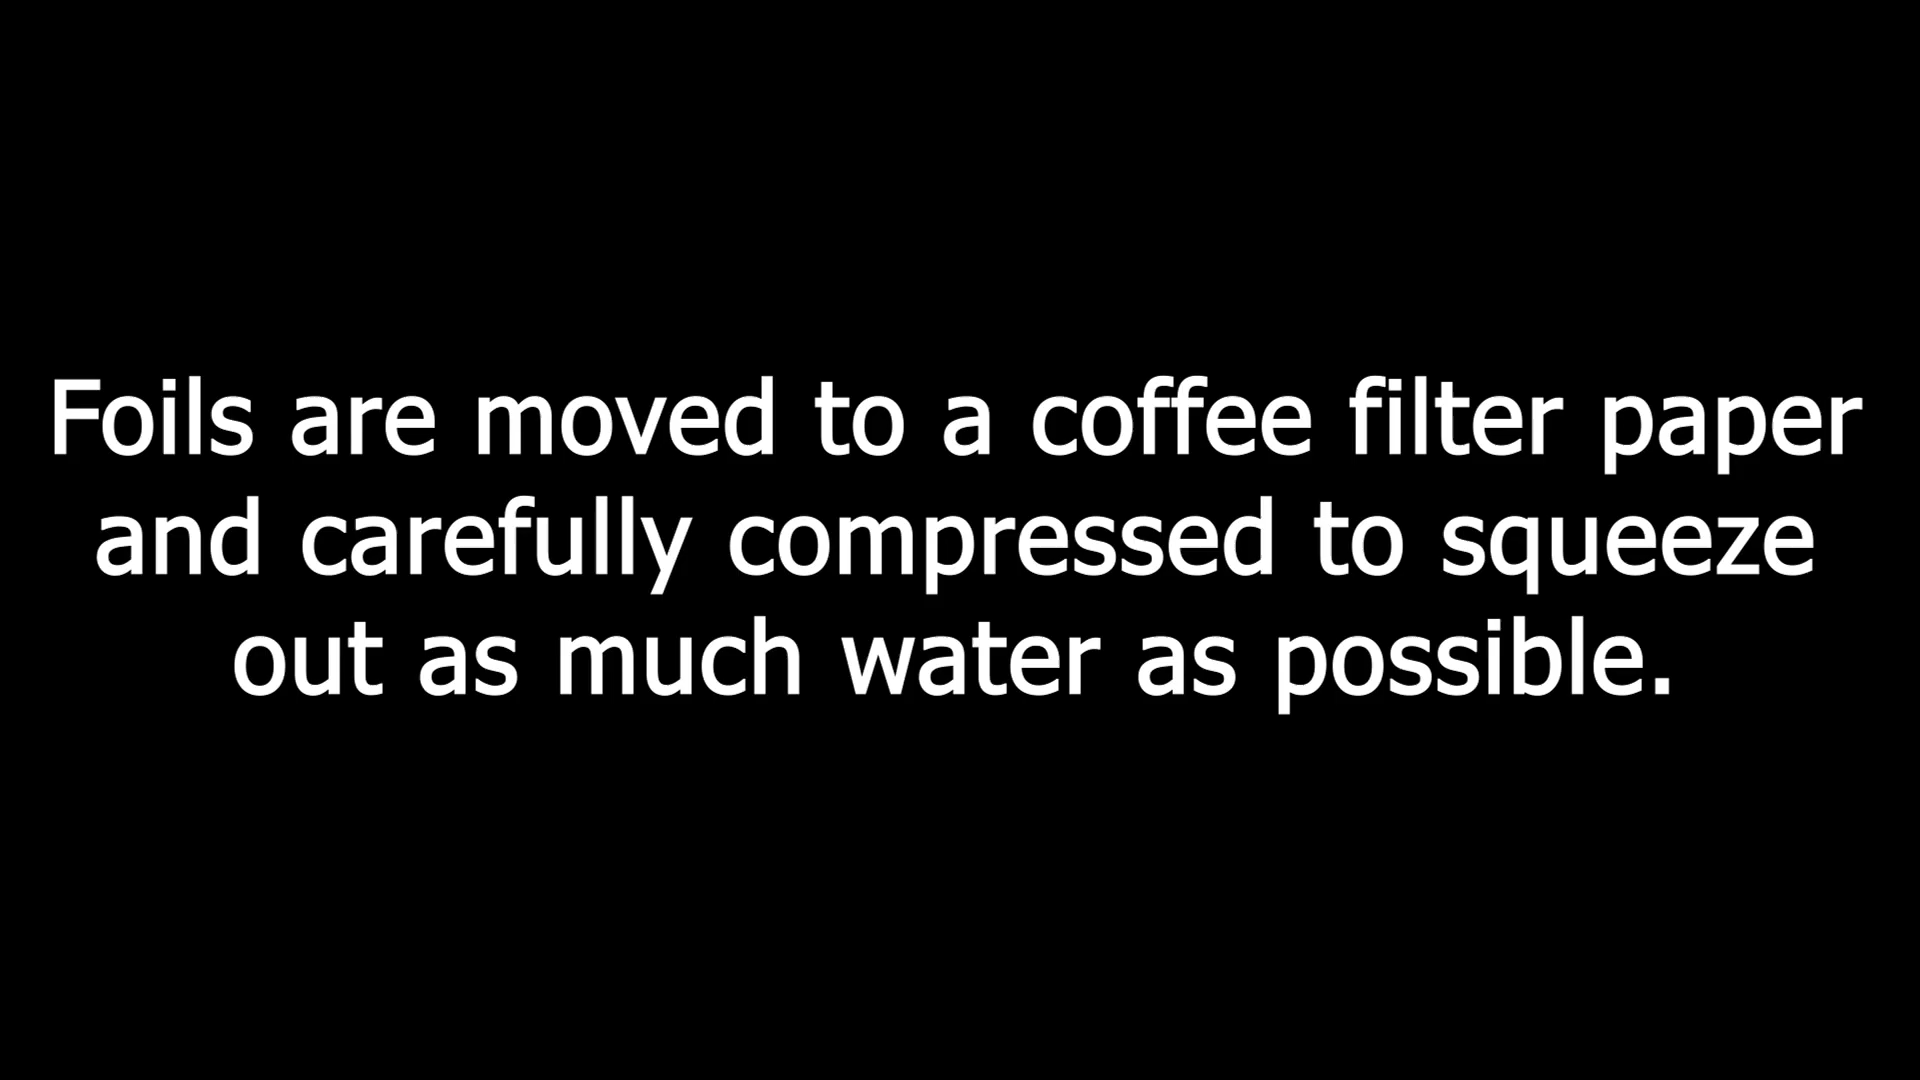 Foils are moved to a coffee filter paper
and carefully compressed to squeeze
out as much water as possible.